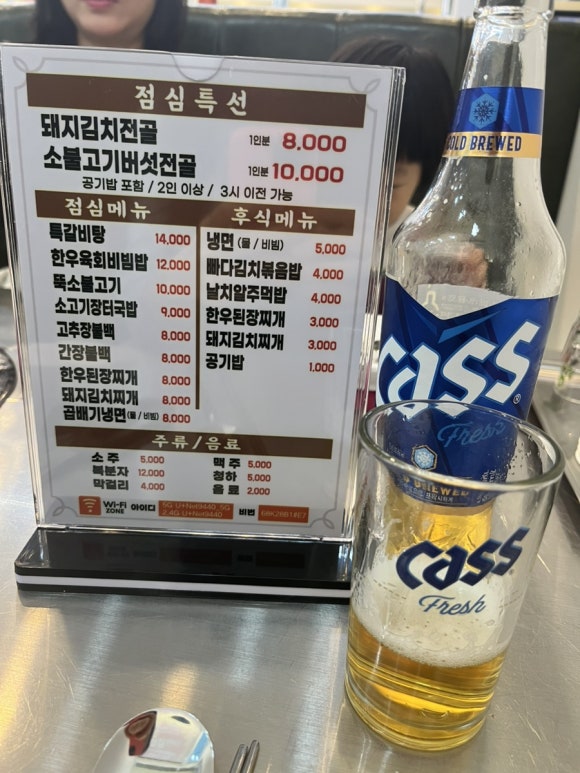 점심특선
돼지김치전골 1인분 8,000
소불고기버섯전골 1인분 10,000
공기밥 포함 / 2인 이상 / 3시 이전 가능
점심메뉴
특갈비탕 14,000
한우육회비빔밥 12,000
뚝소불고기 10,000
소고기장터국밥 9,000
고추장불백 8,000
간장불백 8,000
한우된장찌개 8,000
돼지김치찌개 8,000
곱배기냉면(물 / 비빔) 8,000
후식메뉴
냉면 (물 / 비빔) 5,000
빠다김치볶음밥 4,000
날치알주먹밥 4,000
한우된장찌개 3,000
돼지김치찌개 3,000
공기밥 1,000
주류/음료
소주 5,000
복분자 12,000
막걸리 4,000
맥주 5,000
청하 5,000
음료 2,000
Wi-Fi ZONE 아이디 5G U+Net9440_5G
2.4G U+Net9440
비번
COLD BREWED
Cass
Fresh
BREWED
Cass
Fresh